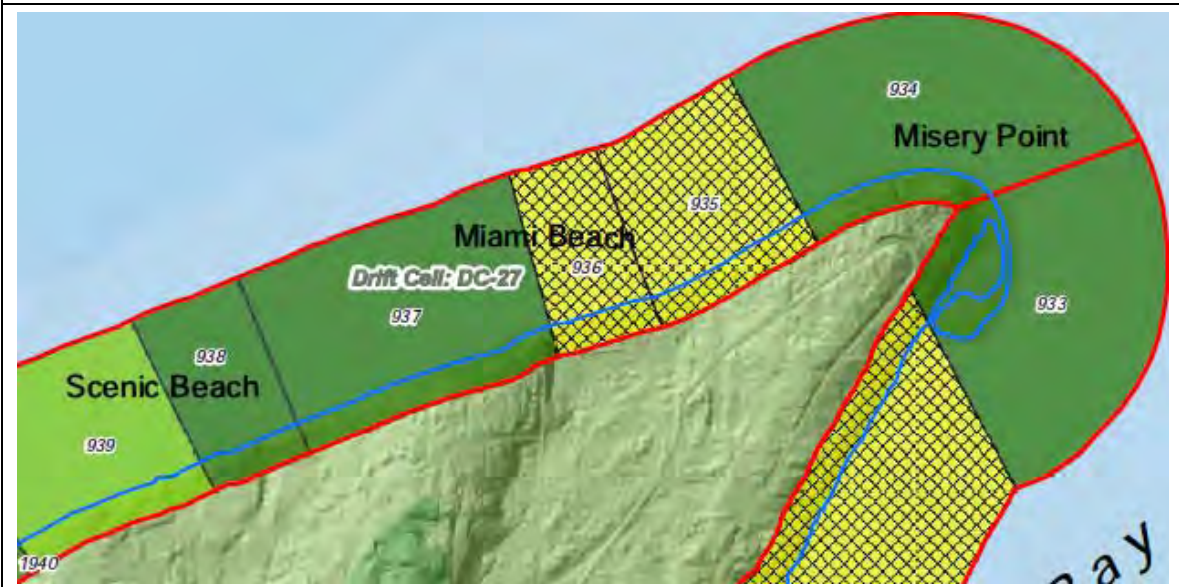 934
Misery Point
935
Miami Beach
936
Drift Cell: DC-27
937
933
938
Scenic Beach
939
1940
Bay